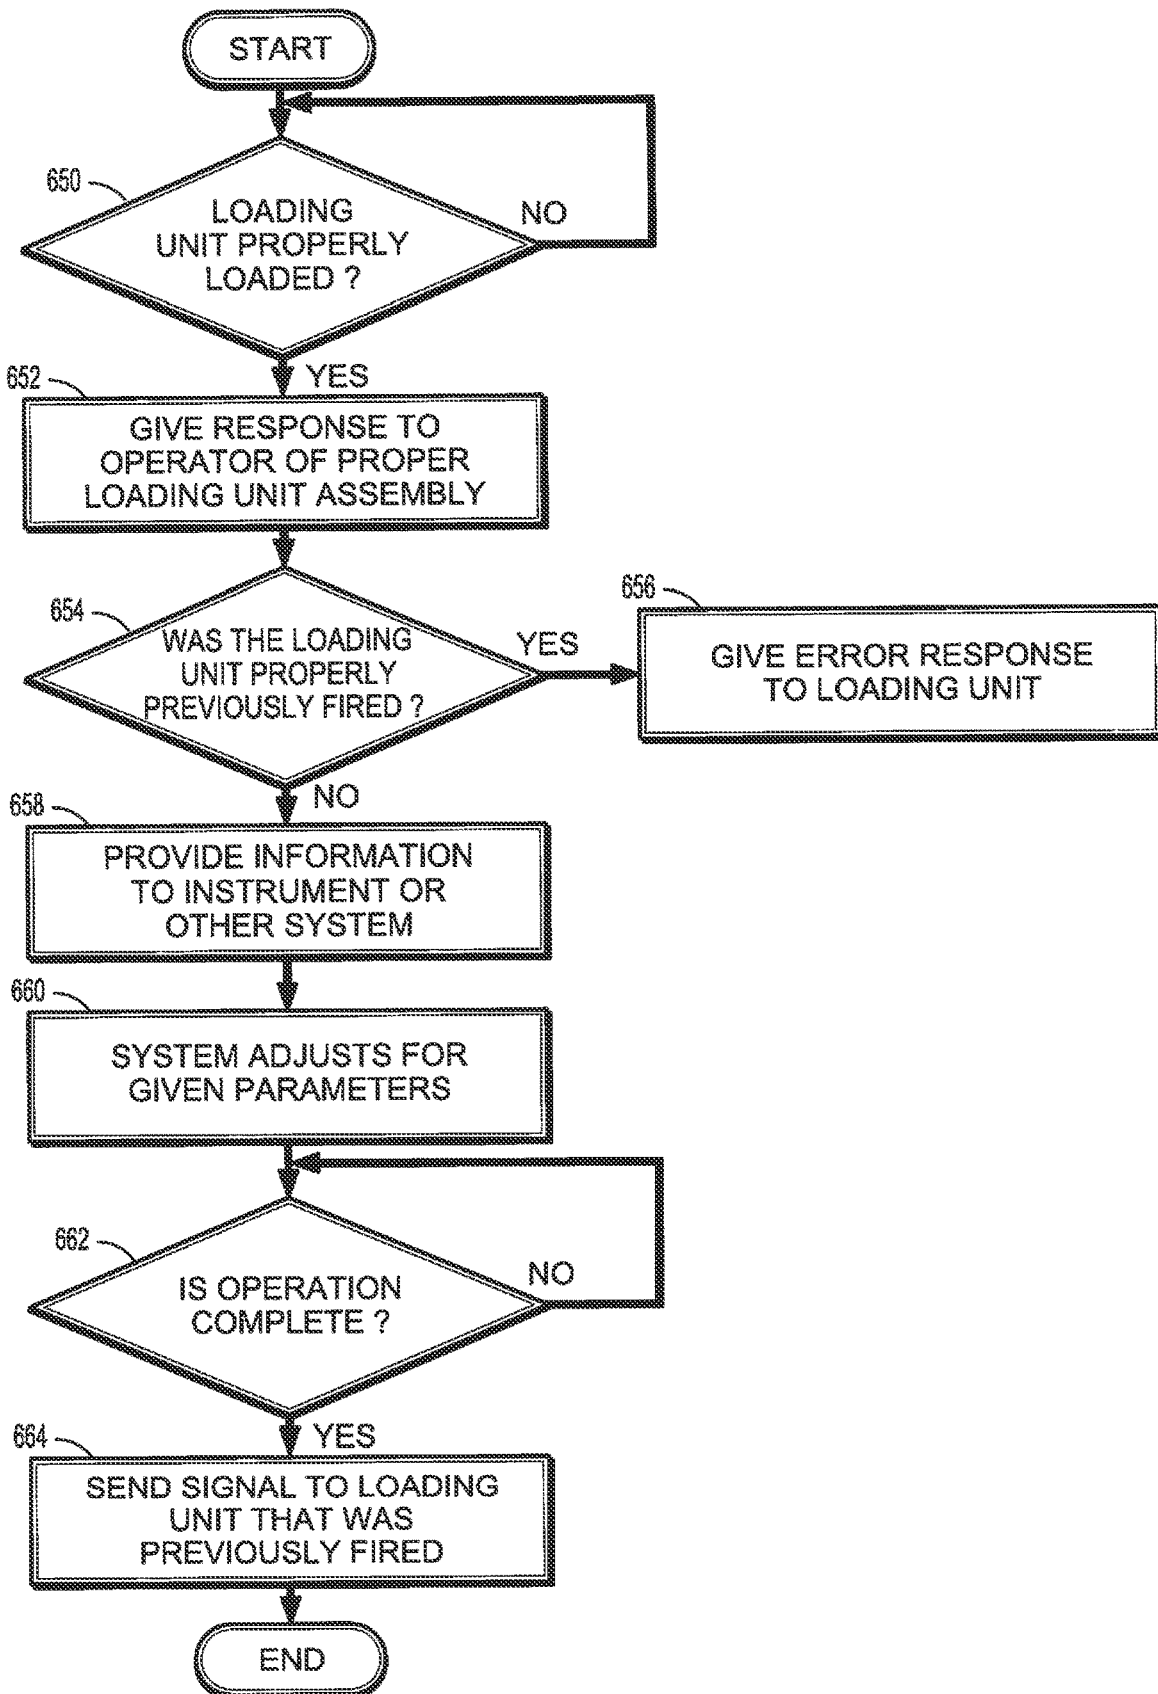 START
650
LOADING
UNIT PROPERLY
LOADED ?
NO
YES
652
GIVE RESPONSE TO
OPERATOR OF PROPER
LOADING UNIT ASSEMBLY
654
WAS THE LOADING
UNIT PROPERLY
PREVIOUSLY FIRED ?
YES
656
GIVE ERROR RESPONSE
TO LOADING UNIT
NO
658
PROVIDE INFORMATION
TO INSTRUMENT OR
OTHER SYSTEM
660
SYSTEM ADJUSTS FOR
GIVEN PARAMETERS
662
IS OPERATION
COMPLETE ?
NO
YES
664
SEND SIGNAL TO LOADING
UNIT THAT WAS
PREVIOUSLY FIRED
END